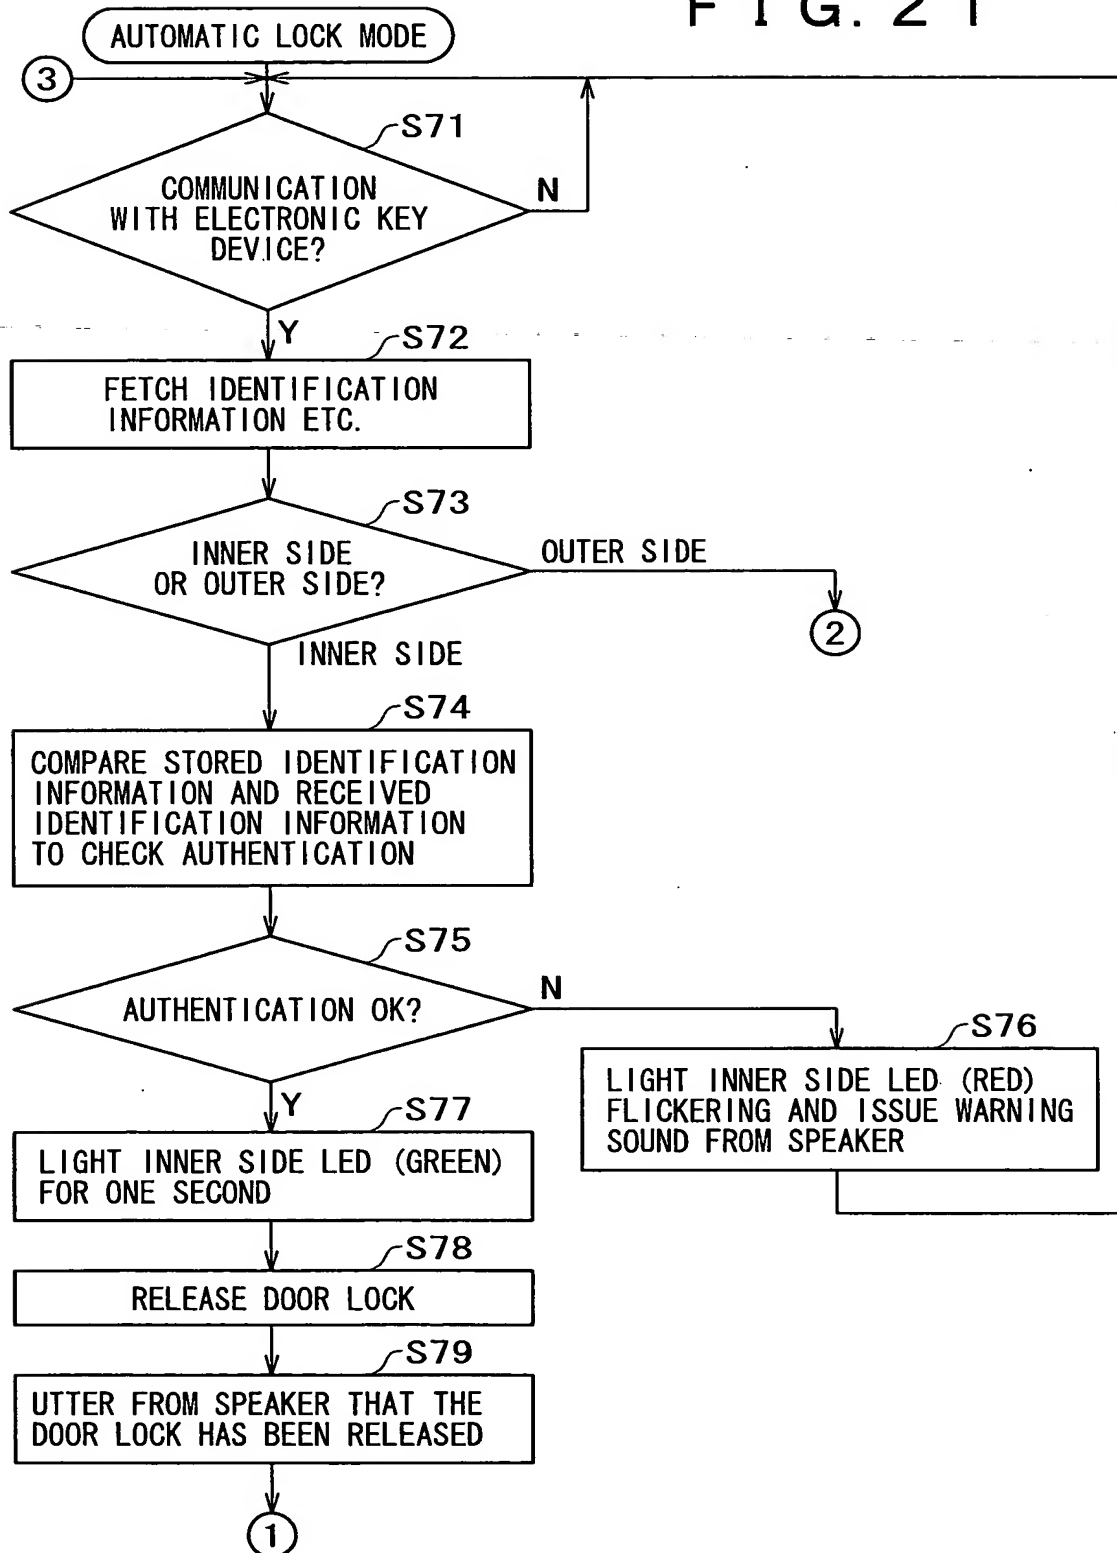 FIG. 21
AUTOMATIC LOCK MODE
3
S71
COMMUNICATION
WITH ELECTRONIC KEY
DEVICE?
N
Y
S72
FETCH IDENTIFICATION
INFORMATION ETC.
S73
INNER SIDE
OR OUTER SIDE?
OUTER SIDE
2
INNER SIDE
S74
COMPARE STORED IDENTIFICATION
INFORMATION AND RECEIVED
IDENTIFICATION INFORMATION
TO CHECK AUTHENTICATION
S75
AUTHENTICATION OK?
N
S76
LIGHT INNER SIDE LED (RED)
FLICKERING AND ISSUE WARNING
SOUND FROM SPEAKER
Y
S77
LIGHT INNER SIDE LED (GREEN)
FOR ONE SECOND
S78
RELEASE DOOR LOCK
S79
UTTER FROM SPEAKER THAT THE
DOOR LOCK HAS BEEN RELEASED
1